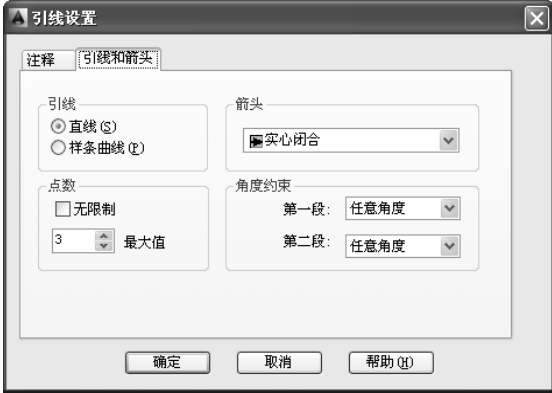 引线设置
注释 引线和箭头
引线
直线(S)
样条曲线(P)
箭头
实心闭合
点数
无限制
3 最大值
角度约束
第一段: 任意角度
第二段: 任意角度
确定 取消 帮助(H)